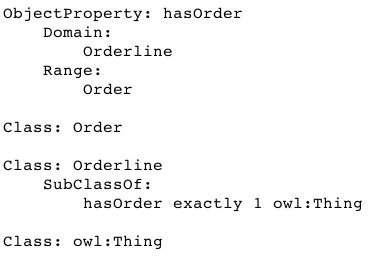 ObjectProperty: hasOrder
    Domain:
        Orderline
    Range:
        Order

Class: Order

Class: Orderline
    SubClassOf:
        hasOrder exactly 1 owl:Thing

Class: owl:Thing